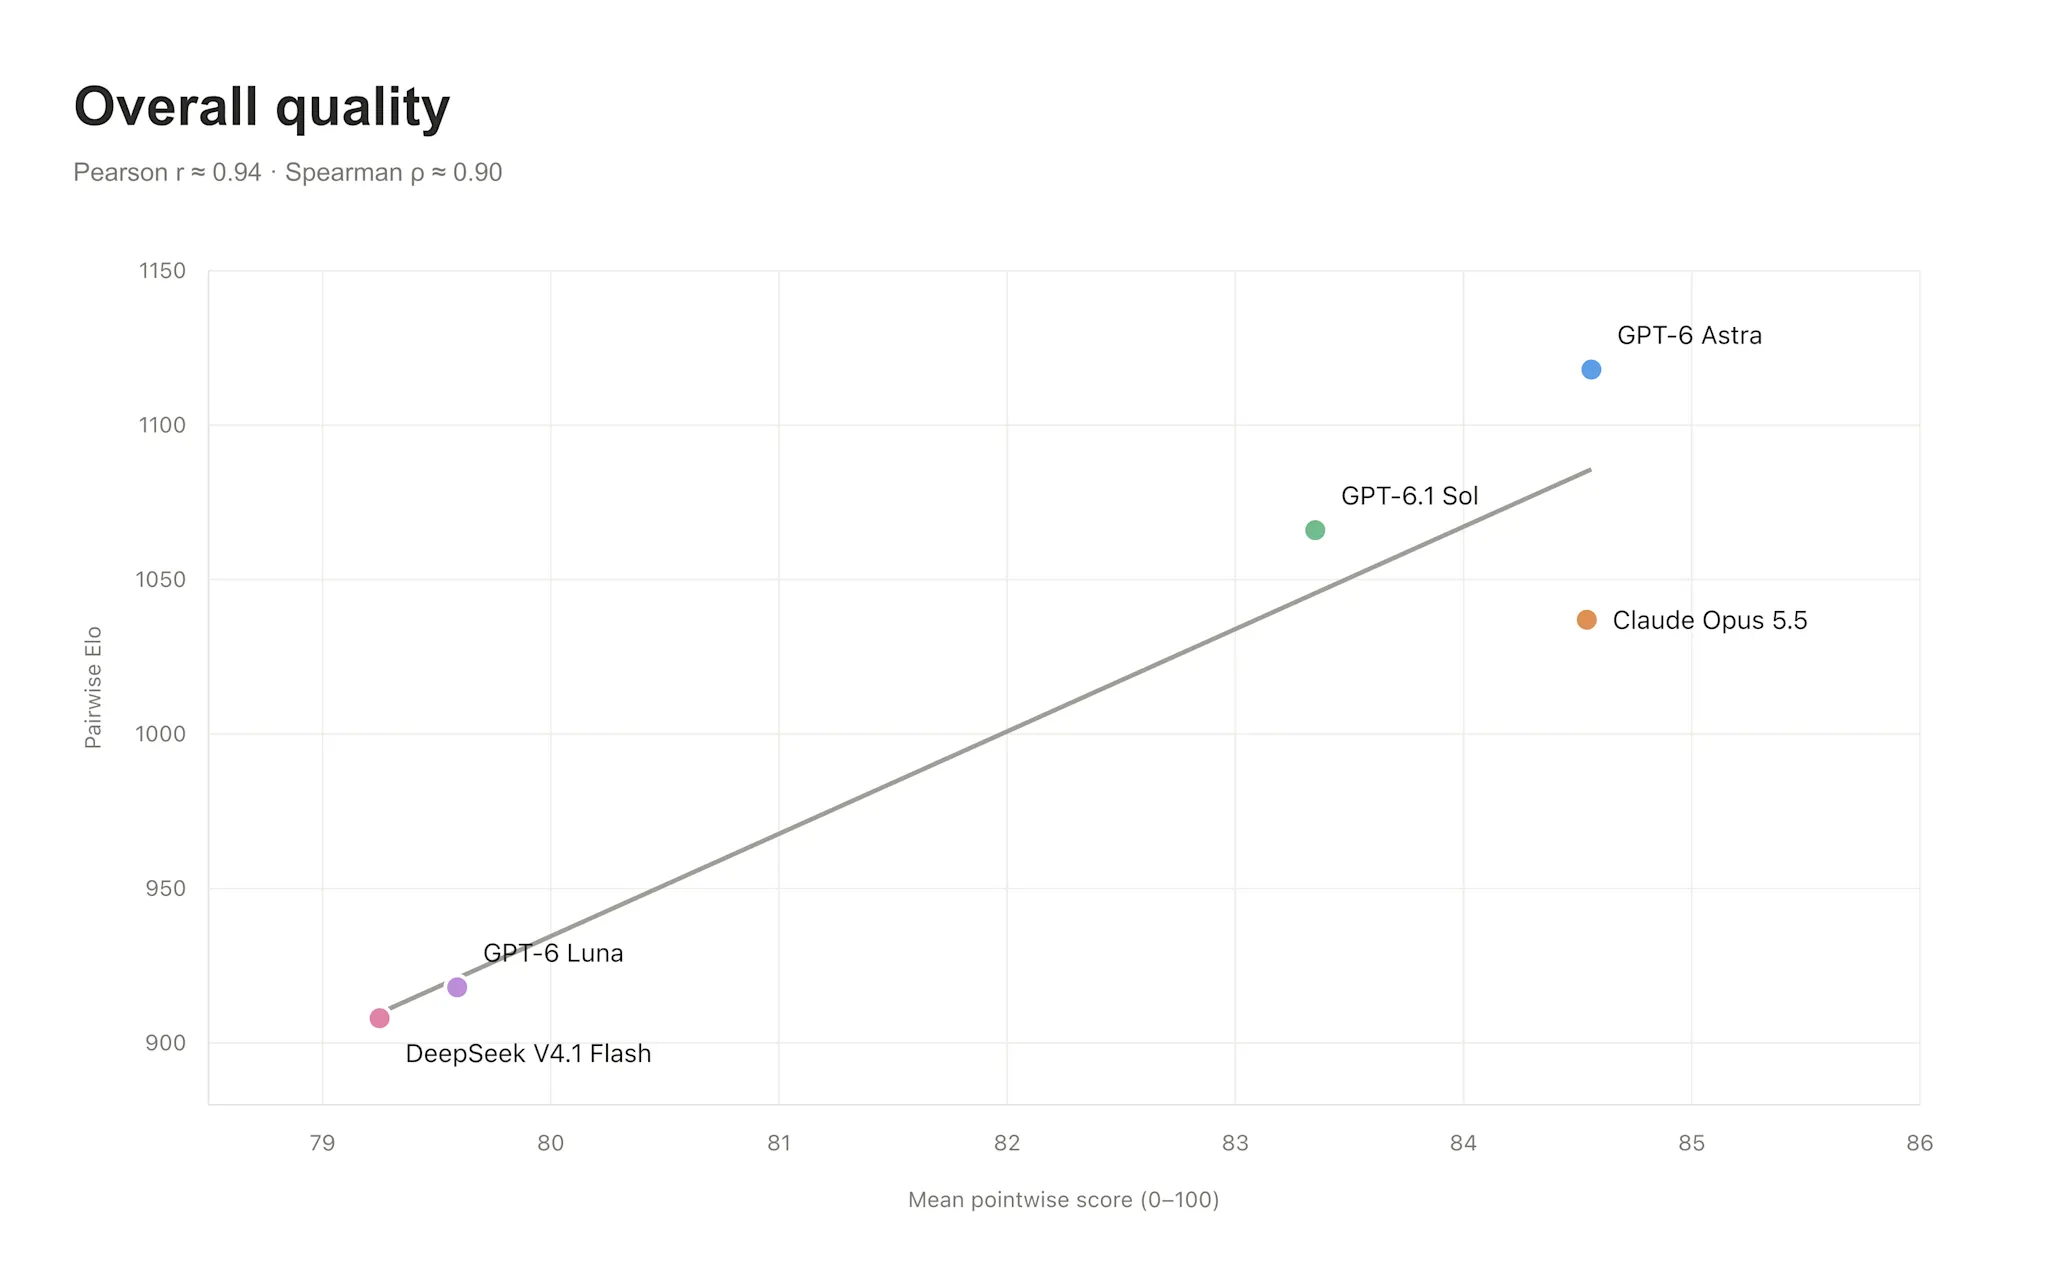 Overall quality
Pearson r ≈ 0.94 · Spearman ρ ≈ 0.90
1150
GPT-6 Astra
1100
GPT-6.1 Sol
1050
Claude Opus 5.5
Pairwise Elo
1000
950
GPT-6 Luna
900
DeepSeek V4.1 Flash
79 80 81 82 83 84 85 86
Mean pointwise score (0–100)